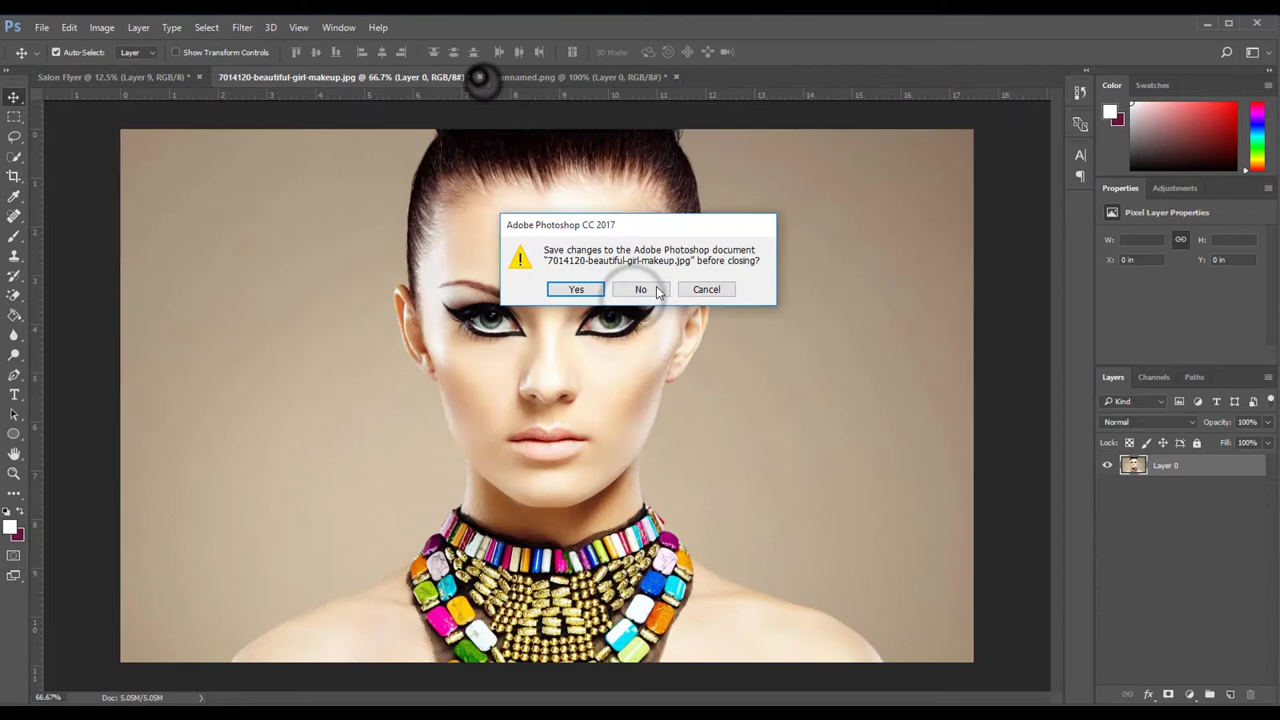 Ps File Edit Image Layer Type Select Filter 3D View Window Help
Auto-Select: Layer Show Transform Controls 3D Mode:
Salon Flyer @ 12.5% (Layer 9, RGB/8) * × 7014120-beautiful-girl-makeup.jpg @ 66.7% (Layer 0, RGB/8#) unnamed.png @ 100% (Layer 0, RGB/8#) * ×
Color Swatches
Adobe Photoshop CC 2017
Save changes to the Adobe Photoshop document
"7014120-beautiful-girl-makeup.jpg" before closing?
Yes No Cancel
Properties Adjustments
Pixel Layer Properties
W: H:
X: 0 in Y: 0 in
Layers Channels Paths
Kind
Normal Opacity: 100%
Lock: Fill: 100%
Layer 0
66.67% Doc: 5.05M/5.05M